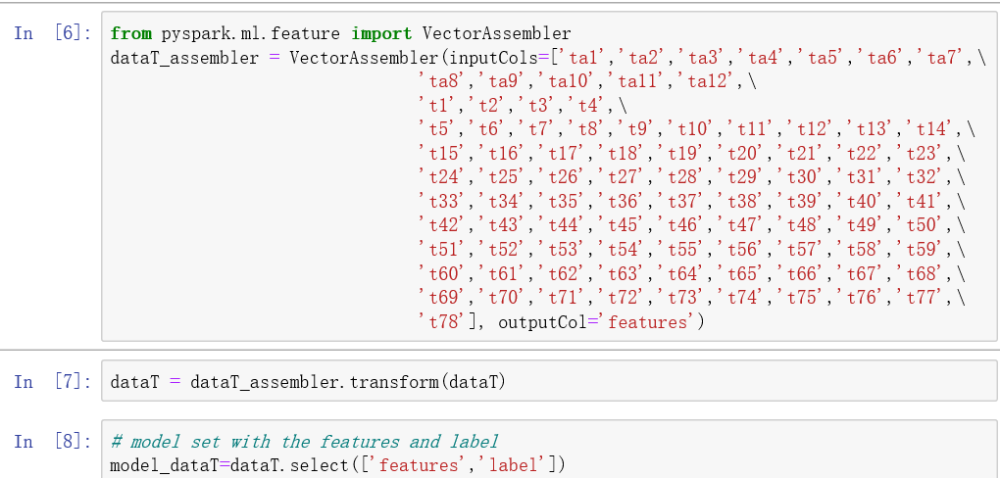 In [6]: from pyspark.ml.feature import VectorAssembler
dataT_assembler = VectorAssembler(inputCols=['ta1','ta2','ta3','ta4','ta5','ta6','ta7',\
'ta8','ta9','ta10','ta11','ta12',\
't1','t2','t3','t4',\
't5','t6','t7','t8','t9','t10','t11','t12','t13','t14',\
't15','t16','t17','t18','t19','t20','t21','t22','t23',\
't24','t25','t26','t27','t28','t29','t30','t31','t32',\
't33','t34','t35','t36','t37','t38','t39','t40','t41',\
't42','t43','t44','t45','t46','t47','t48','t49','t50',\
't51','t52','t53','t54','t55','t56','t57','t58','t59',\
't60','t61','t62','t63','t64','t65','t66','t67','t68',\
't69','t70','t71','t72','t73','t74','t75','t76','t77',\
't78'], outputCol='features')
In [7]: dataT = dataT_assembler.transform(dataT)
In [8]: # model set with the features and label
model_dataT=dataT.select(['features','label'])